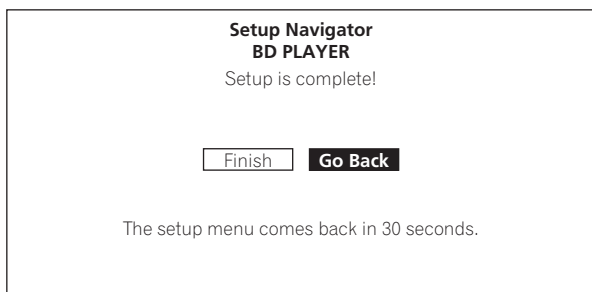 Setup Navigator
BD PLAYER
Setup is complete!
Finish Go Back
The setup menu comes back in 30 seconds.